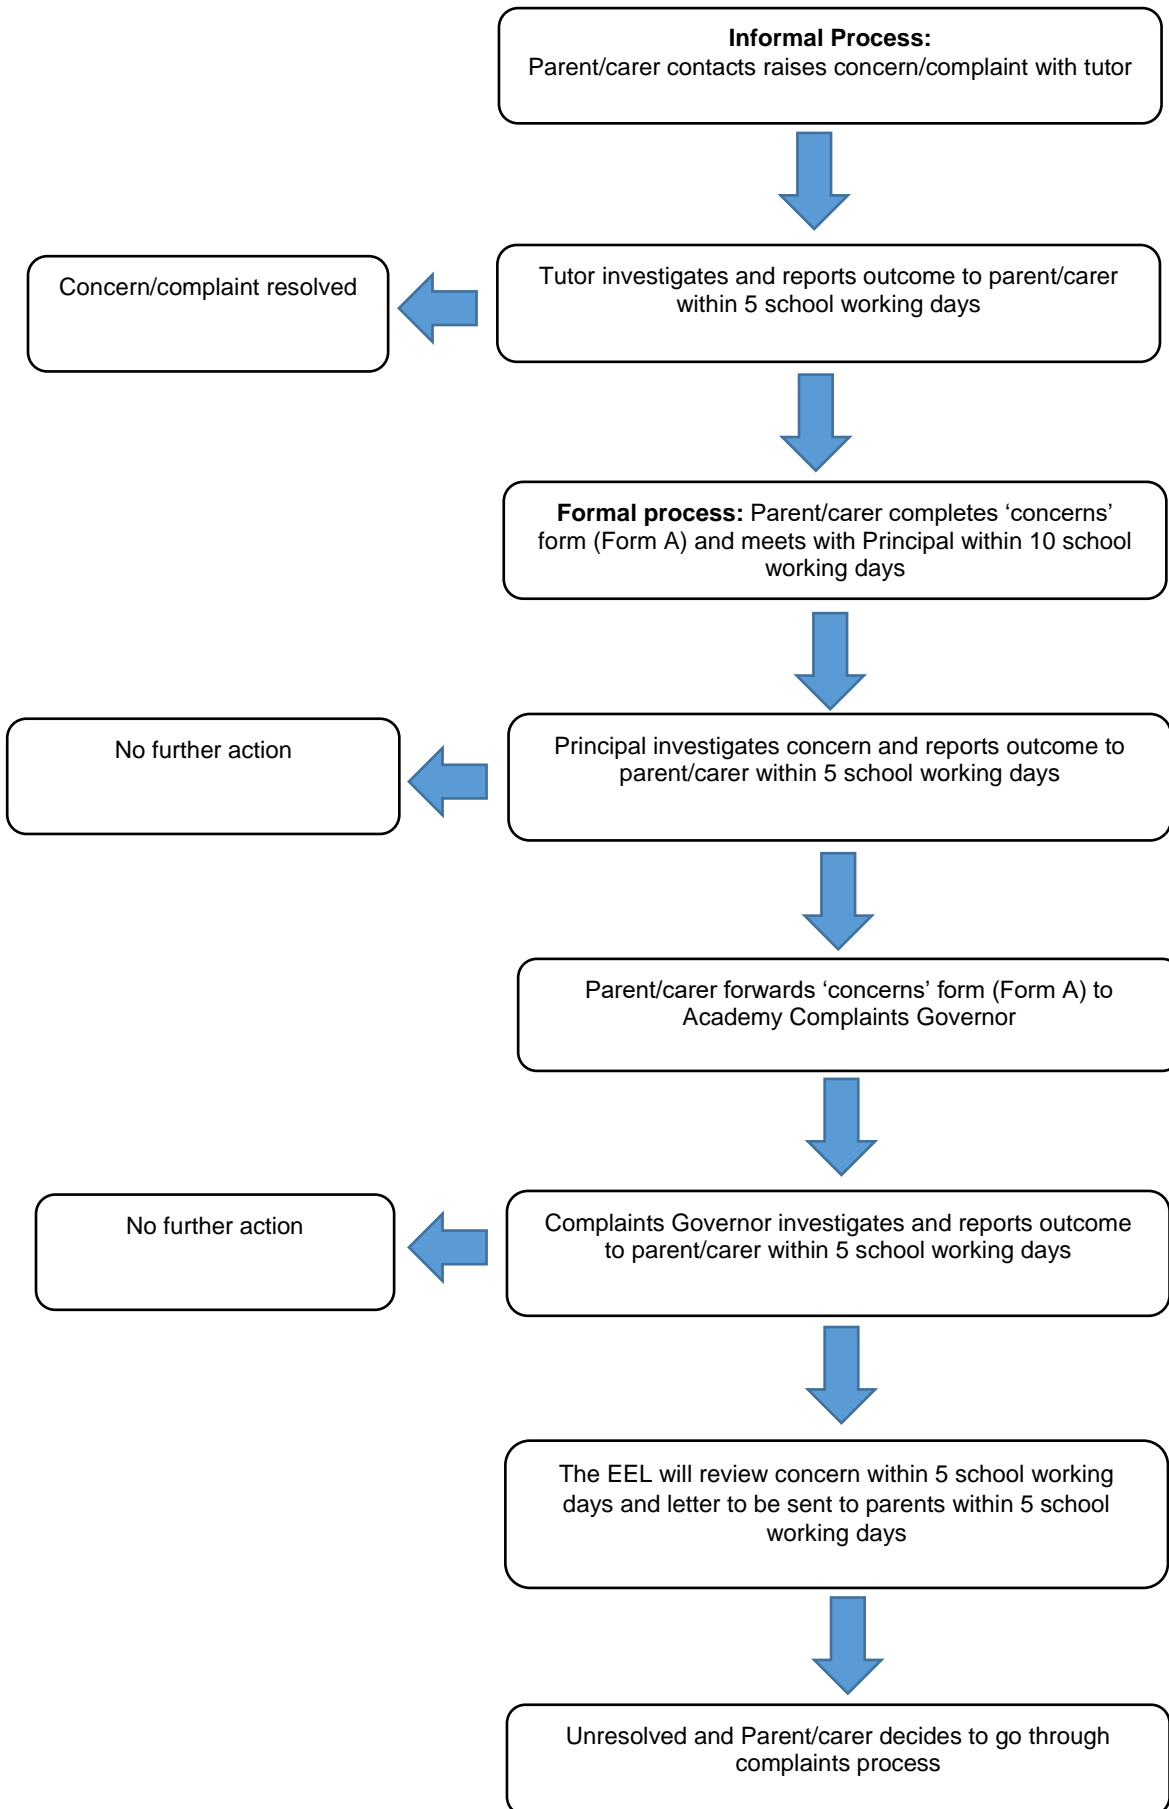 Informal Process:
Parent/carer contacts raises concern/complaint with tutor
Concern/complaint resolved
Tutor investigates and reports outcome to parent/carer
within 5 school working days
Formal process: Parent/carer completes ‘concerns’
form (Form A) and meets with Principal within 10 school
working days
No further action
Principal investigates concern and reports outcome to
parent/carer within 5 school working days
Parent/carer forwards ‘concerns’ form (Form A) to
Academy Complaints Governor
No further action
Complaints Governor investigates and reports outcome
to parent/carer within 5 school working days
The EEL will review concern within 5 school working
days and letter to be sent to parents within 5 school
working days
Unresolved and Parent/carer decides to go through
complaints process